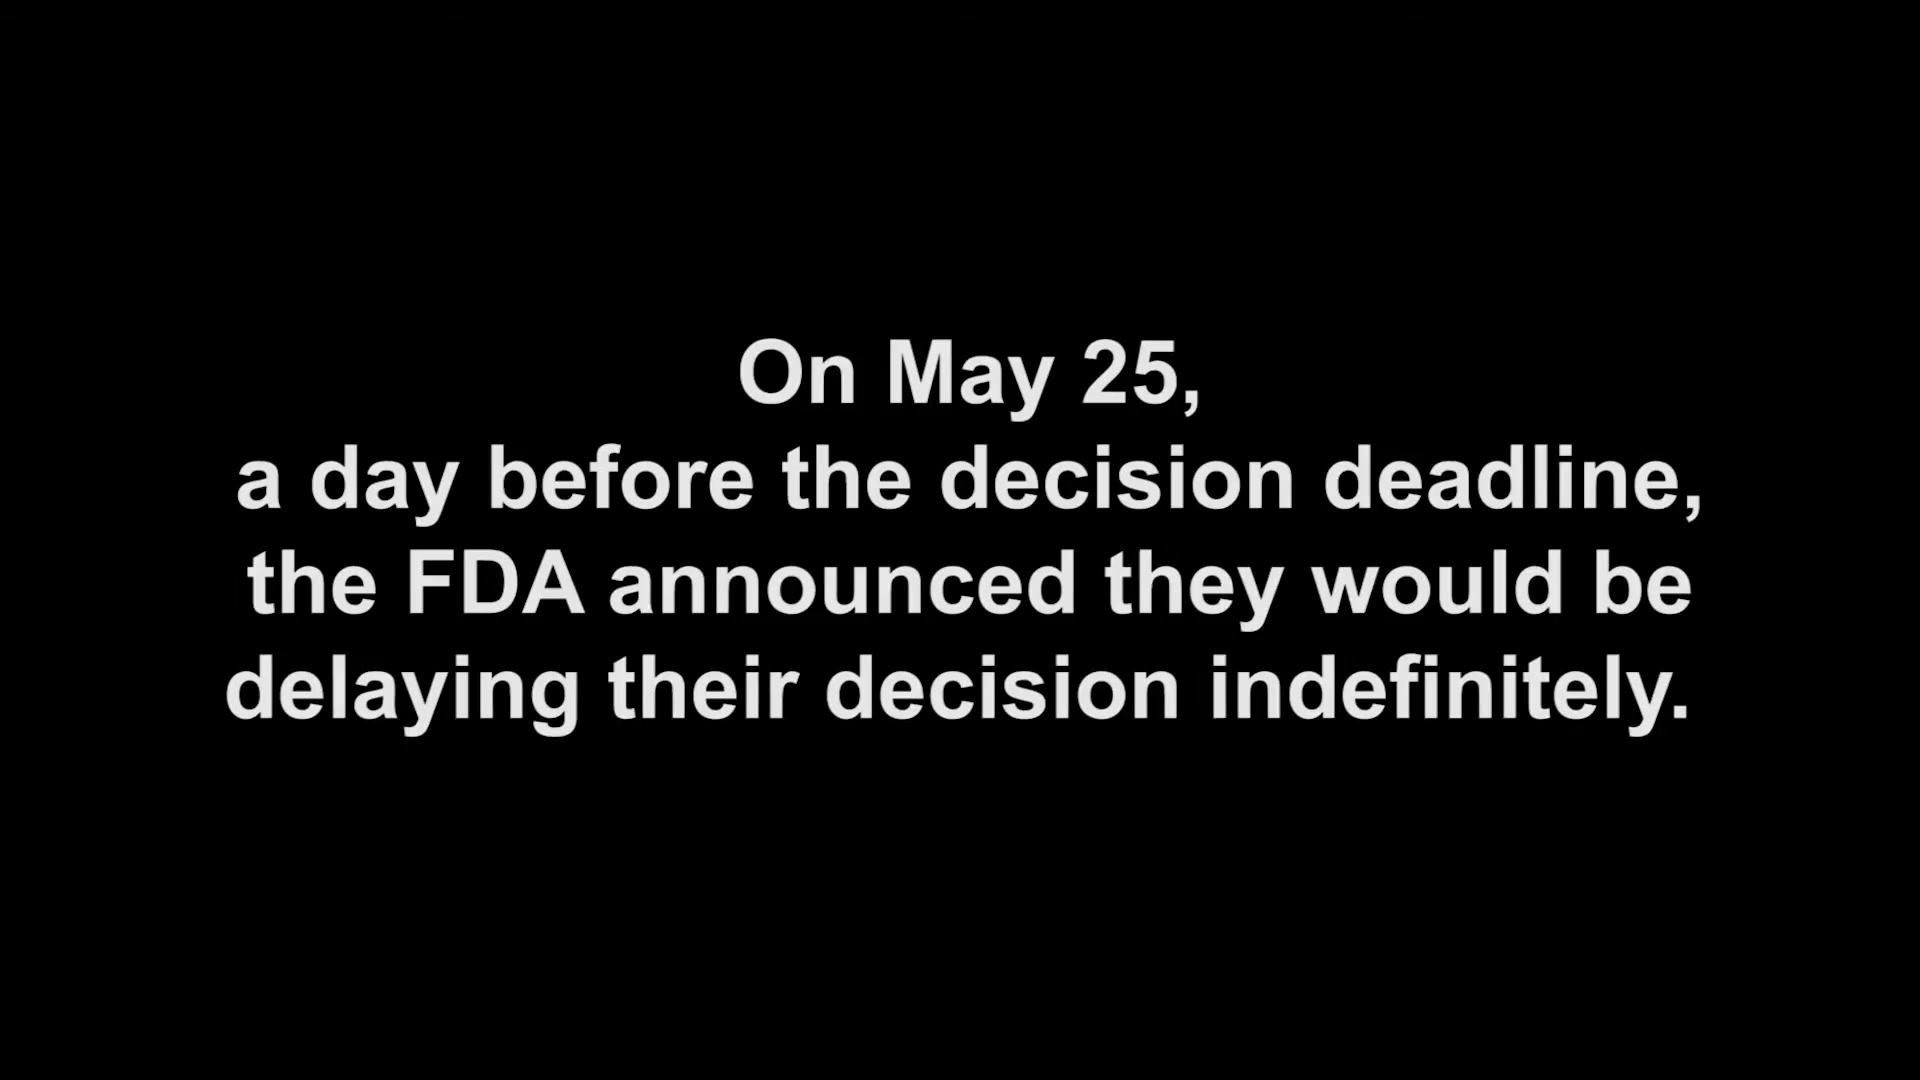 On May 25,
a day before the decision deadline,
the FDA announced they would be
delaying their decision indefinitely.